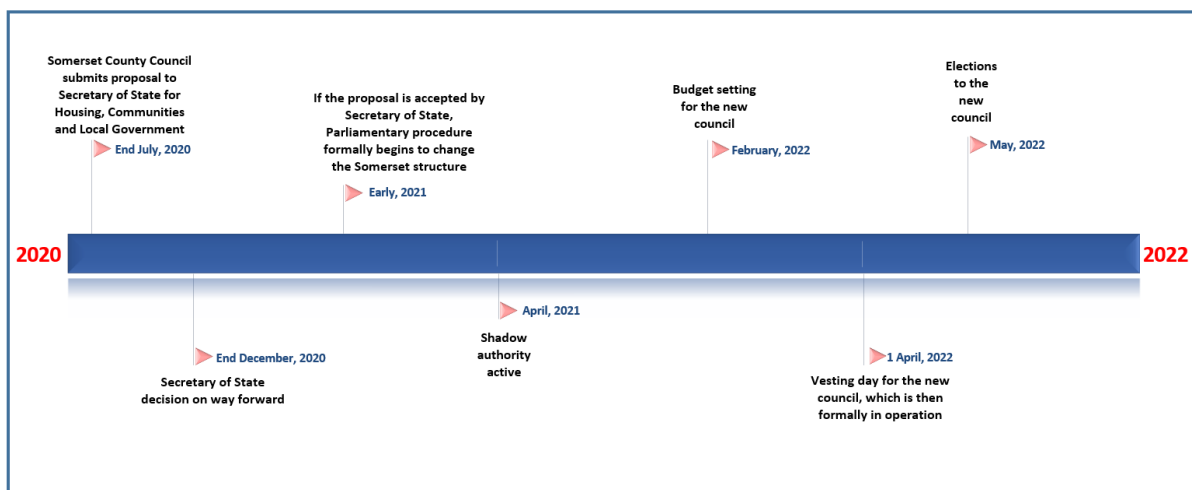 Somerset County Council
submits proposal to
Secretary of State for
Housing, Communities
and Local Government
End July, 2020
If the proposal is accepted by
Secretary of State,
Parliamentary procedure
formally begins to change
the Somerset structure
Early, 2021
Budget setting
for the new
council
February, 2022
Elections
to the
new
council
May, 2022
2020
2022
End December, 2020
Secretary of State
decision on way forward
April, 2021
Shadow
authority
active
1 April, 2022
Vesting day for the new
council, which is then
formally in operation